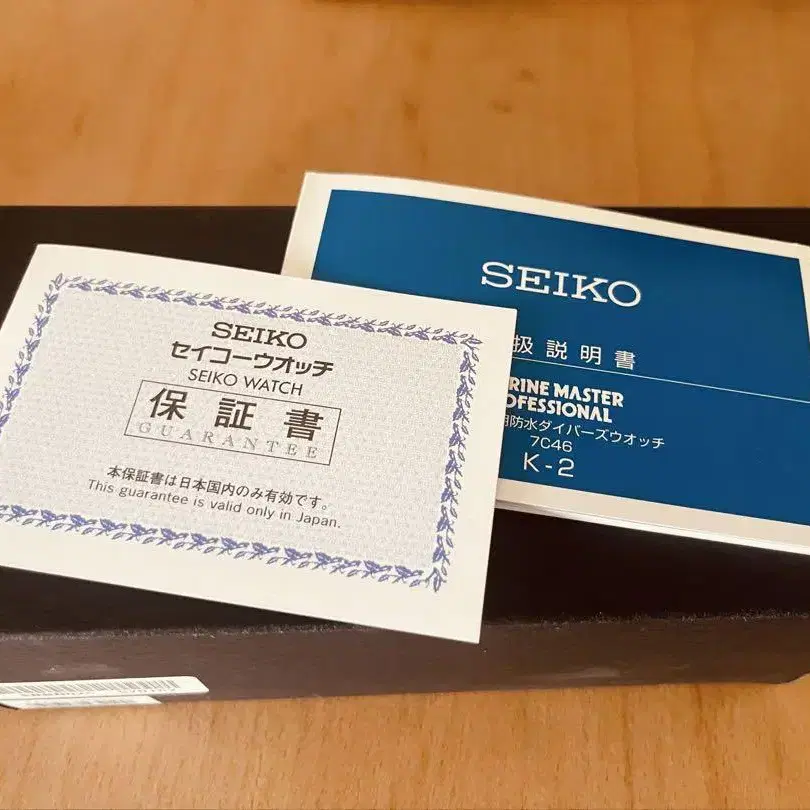 SEIKO
セイコーウオッチ
SEIKO WATCH
保証書
GUARANTEE
本保証書は日本国内のみ有効です。
This guarantee is valid only in Japan.
SEIKO
扱説明書
RINE MASTER
OFESSIONAL
用防水ダイバーズウオッチ
7C46
K-2